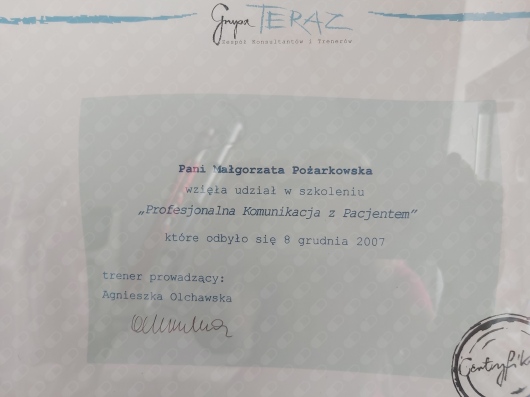 Grupa TERAZ
Zespół Konsultantów i Trenerów
Pani Małgorzata Pożarkowska
wzięła udział w szkoleniu
„Profesjonalna Komunikacja z Pacjentem”
które odbyło się 8 grudnia 2007
trener prowadzący:
Agnieszka Olchawska